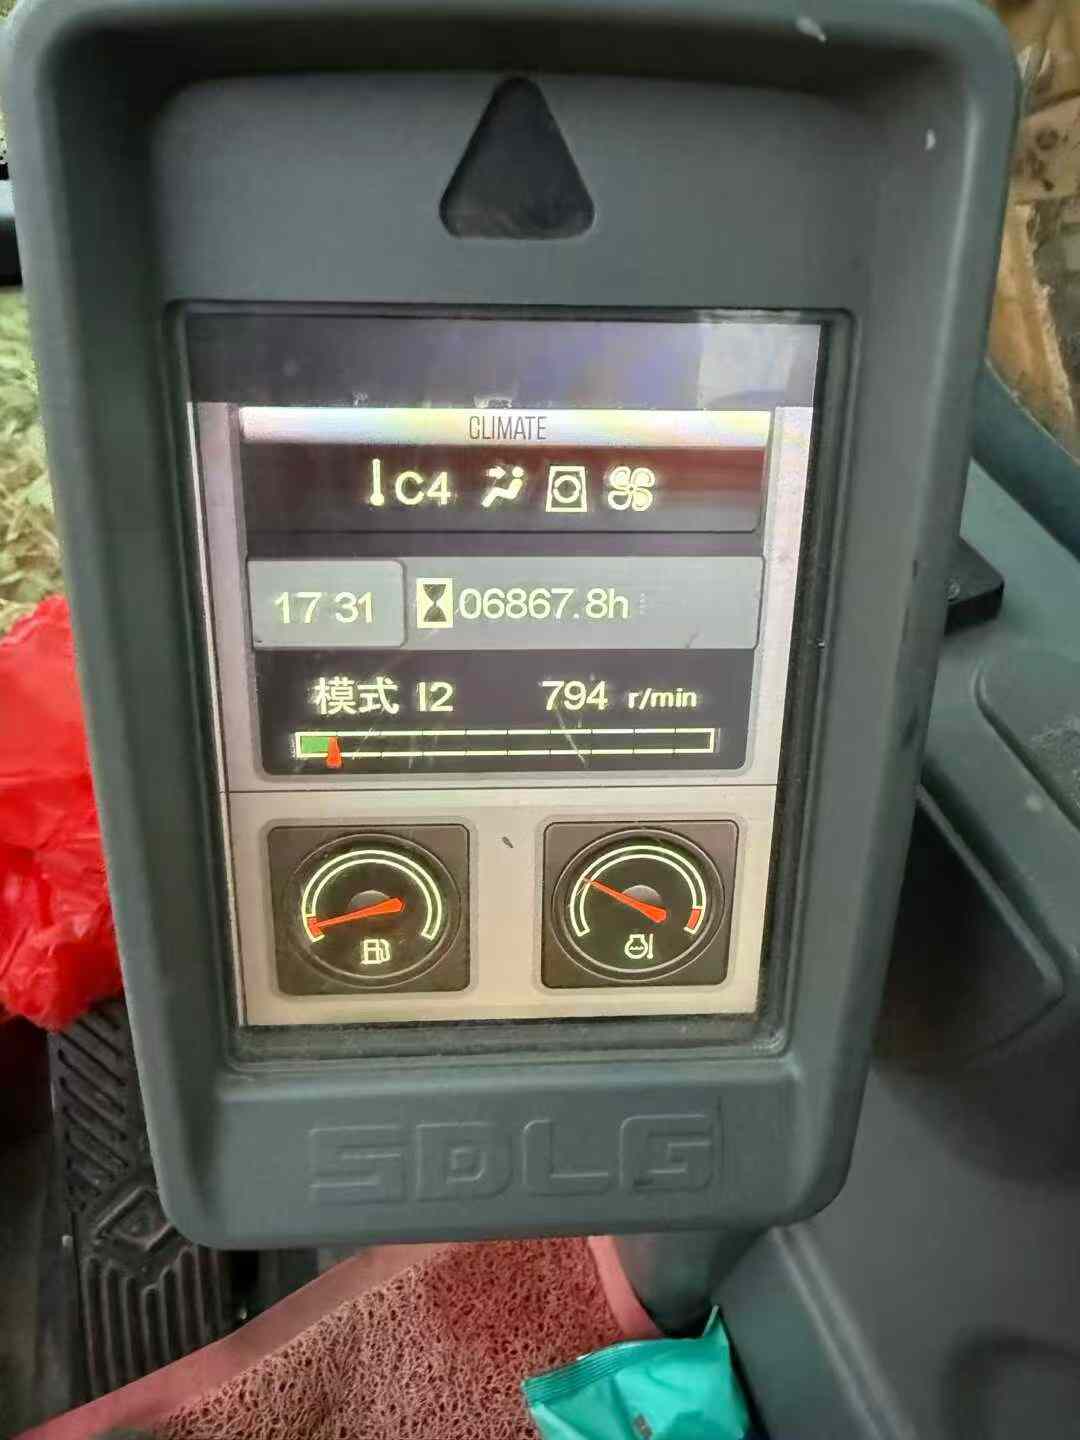 CLIMATE
C4
17 31 06867.8h
模式 I2 794 r/min
SDLG